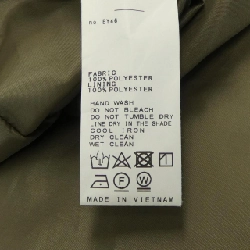 FABRIC
100% POLYESTER
LINING
100% POLYESTER
HAND WASH
DO NOT BLEACH
DO NOT TUMBLE DRY
LINE DRY IN THE SHADE
COOL IRON
DRY CLEAN
WET CLEAN
MADE IN VIETNAM